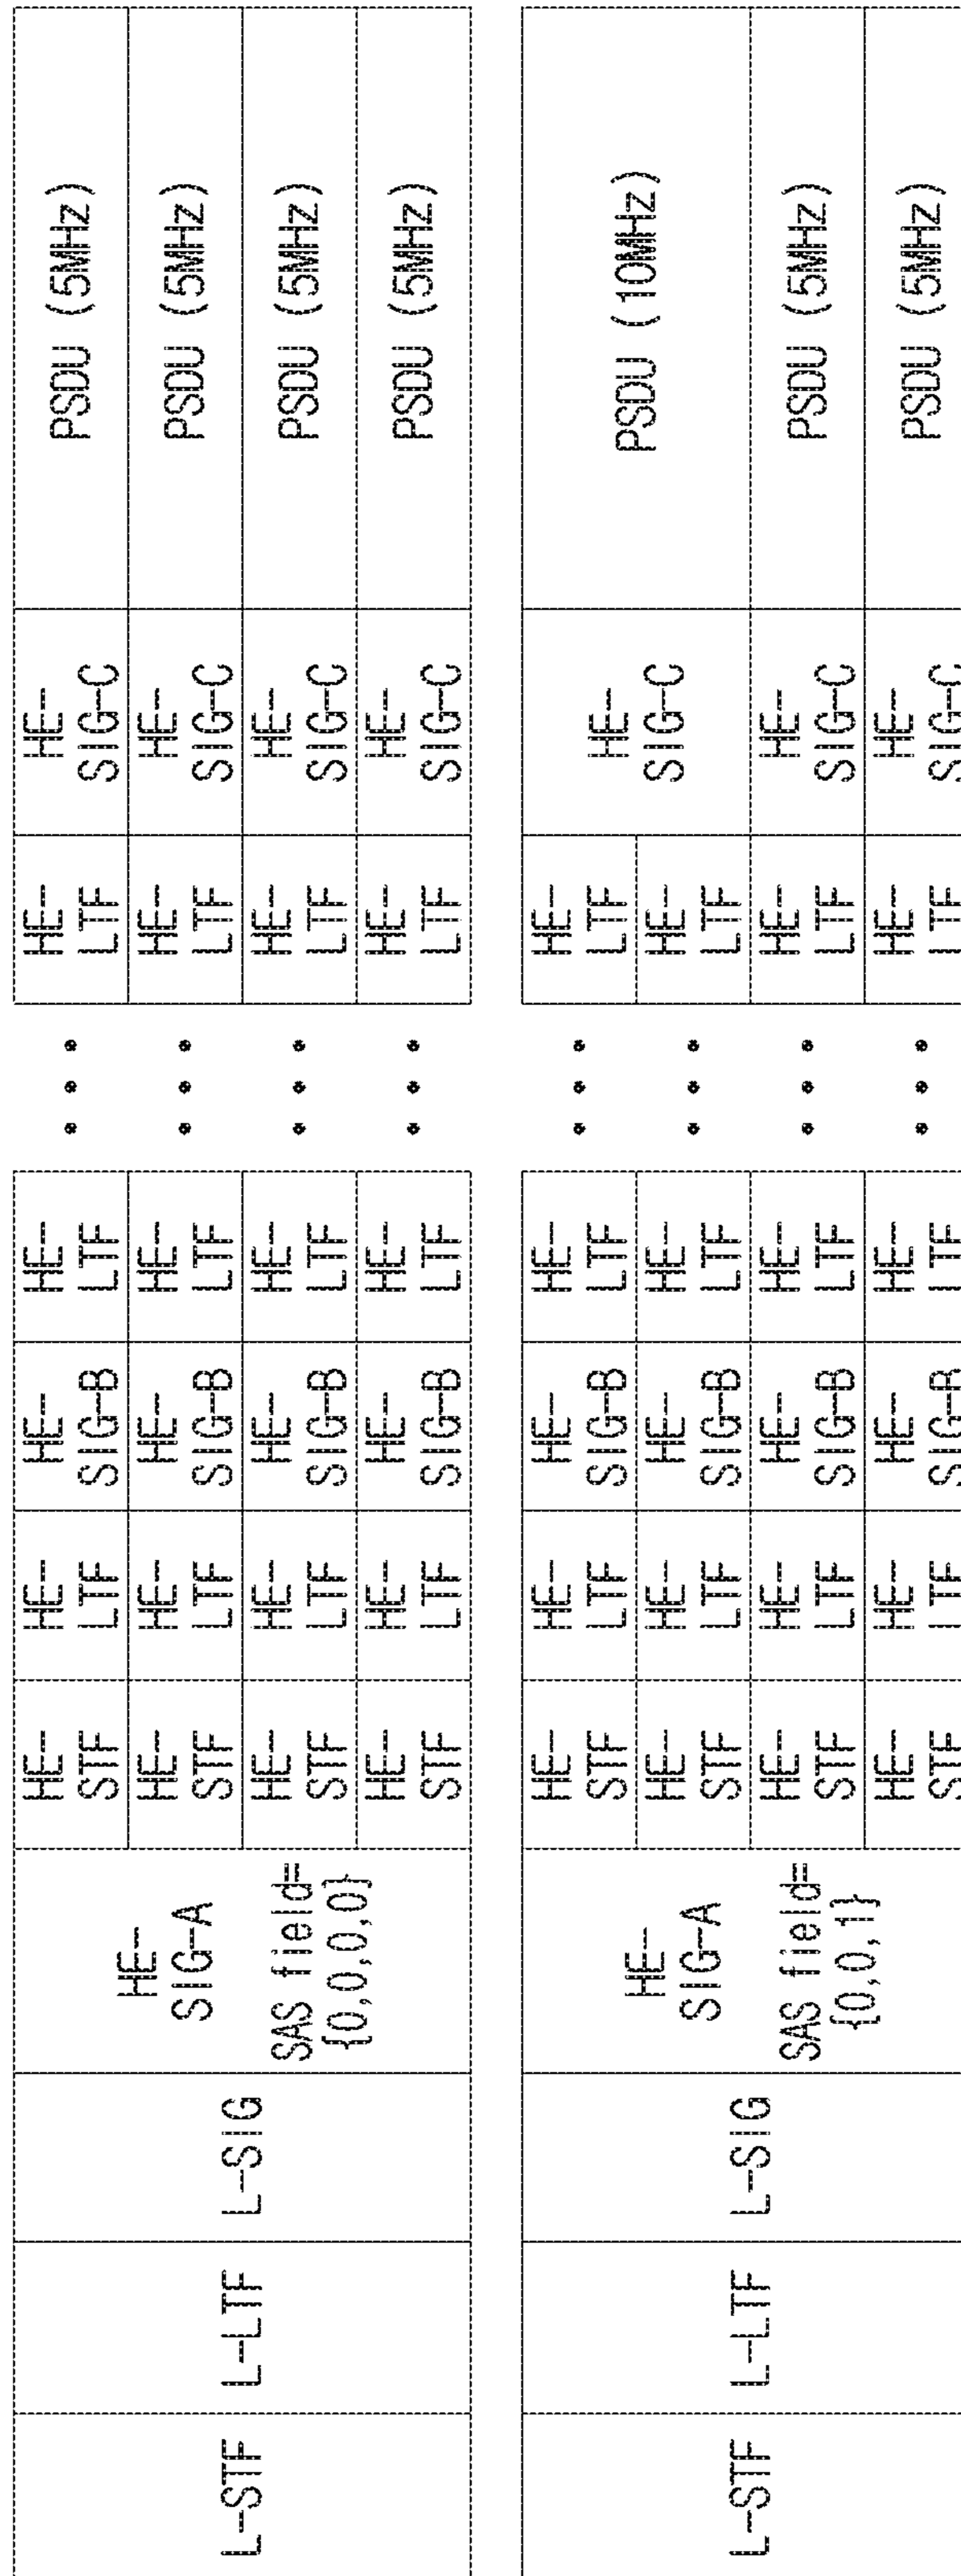 L-STF
L-LTF
L-SIG
HE-
SIG-A
SAS field=
{0,0,0,0}
HE-
STF
HE-
STF
HE-
STF
HE-
STF
HE-
LTF
HE-
LTF
HE-
LTF
HE-
LTF
HE-
SIG-B
HE-
SIG-B
HE-
SIG-B
HE-
SIG-B
HE-
LTF
HE-
LTF
HE-
LTF
HE-
LTF
HE-
LTF
HE-
LTF
HE-
LTF
HE-
LTF
HE-
SIG-C
HE-
SIG-C
HE-
SIG-C
HE-
SIG-C
PSDU (5MHz)
PSDU (5MHz)
PSDU (5MHz)
PSDU (5MHz)
L-STF
L-LTF
L-SIG
HE-
SIG-A
SAS field=
{0,0,1}
HE-
STF
HE-
STF
HE-
STF
HE-
STF
HE-
LTF
HE-
LTF
HE-
LTF
HE-
LTF
HE-
SIG-B
HE-
SIG-B
HE-
SIG-B
HE-
SIG-B
HE-
LTF
HE-
LTF
HE-
LTF
HE-
LTF
HE-
LTF
HE-
LTF
HE-
LTF
HE-
LTF
HE-
SIG-C
HE-
SIG-C
HE-
SIG-C
PSDU (10MHz)
PSDU (5MHz)
PSDU (5MHz)